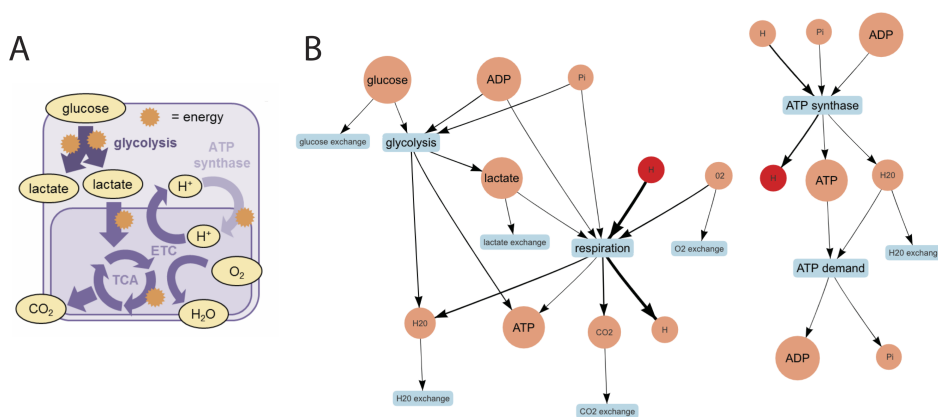 A
glucose
= energy
glycolysis
ATP
synthase
lactate
lactate
H+
H+
ETC
TCA
O2
CO2
H2O
B
glucose
ADP
Pi
glucose exchange
glycolysis
lactate
H
02
lactate exchange
respiration
O2 exchange
H20
ATP
CO2
H
H20 exchange
CO2 exchange
H
Pi
ADP
ATP synthase
H
ATP
H20
ATP demand
H20 exchang
ADP
Pi